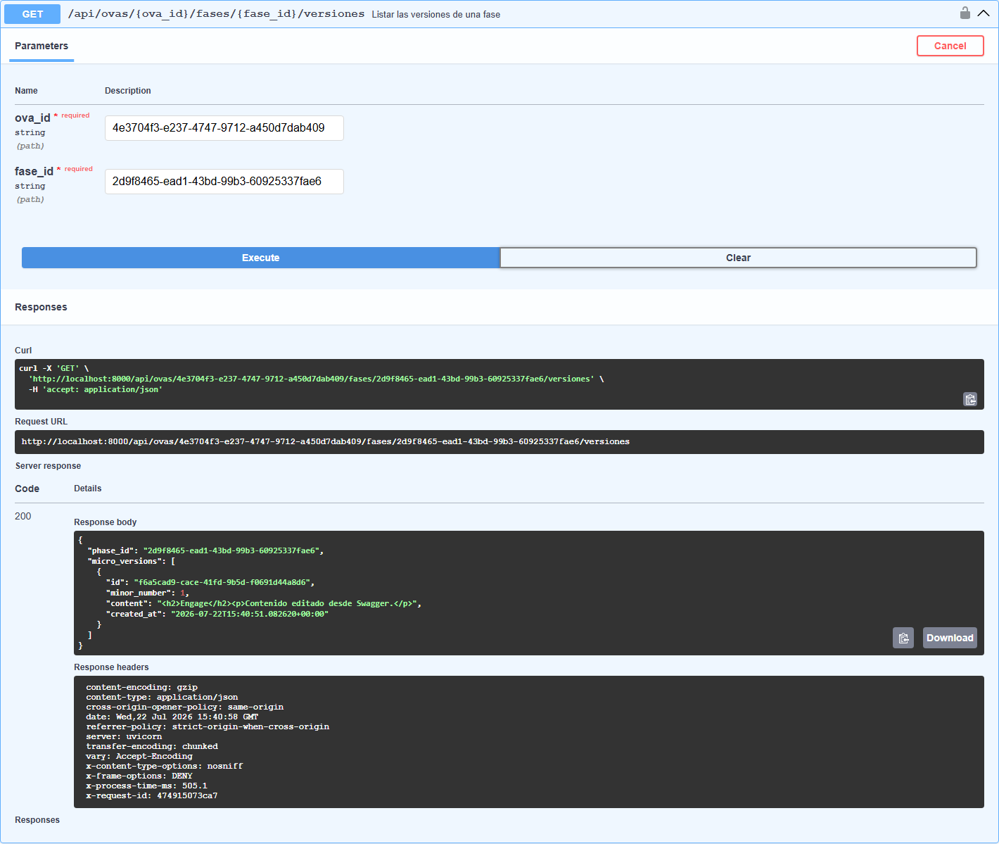 GET /api/ovas/{ova_id}/fases/{fase_id}/versiones Listar las versiones de una fase
Parameters
Cancel
Name Description
ova_id * required
string
(path)
4e3704f3-e237-4747-9712-a450d7dab409
fase_id * required
string
(path)
2d9f8465-ead1-43bd-99b3-60925337fae6
Execute Clear
Responses
Curl
curl -X 'GET' \
'http://localhost:8000/api/ovas/4e3704f3-e237-4747-9712-a450d7dab409/fases/2d9f8465-ead1-43bd-99b3-60925337fae6/versiones' \
-H 'accept: application/json'
Request URL
http://localhost:8000/api/ovas/4e3704f3-e237-4747-9712-a450d7dab409/fases/2d9f8465-ead1-43bd-99b3-60925337fae6/versiones
Server response
Code Details
200
Response body
{
"phase_id": "2d9f8465-ead1-43bd-99b3-60925337fae6",
"micro_versions": [
{
"id": "f6a5cad9-cace-41fd-9b5d-f0691d44a8d6",
"minor_number": 1,
"content": "<h2>Engage</h2><p>Contenido editado desde Swagger.</p>",
"created_at": "2026-07-22T15:40:51.082620+00:00"
}
]
}
Download
Response headers
content-encoding: gzip
content-type: application/json
cross-origin-opener-policy: same-origin
date: Wed,22 Jul 2026 15:40:58 GMT
referrer-policy: strict-origin-when-cross-origin
server: uvicorn
transfer-encoding: chunked
vary: Accept-Encoding
x-content-type-options: nosniff
x-frame-options: DENY
x-process-time-ms: 505.1
x-request-id: 474915073ca7
Responses